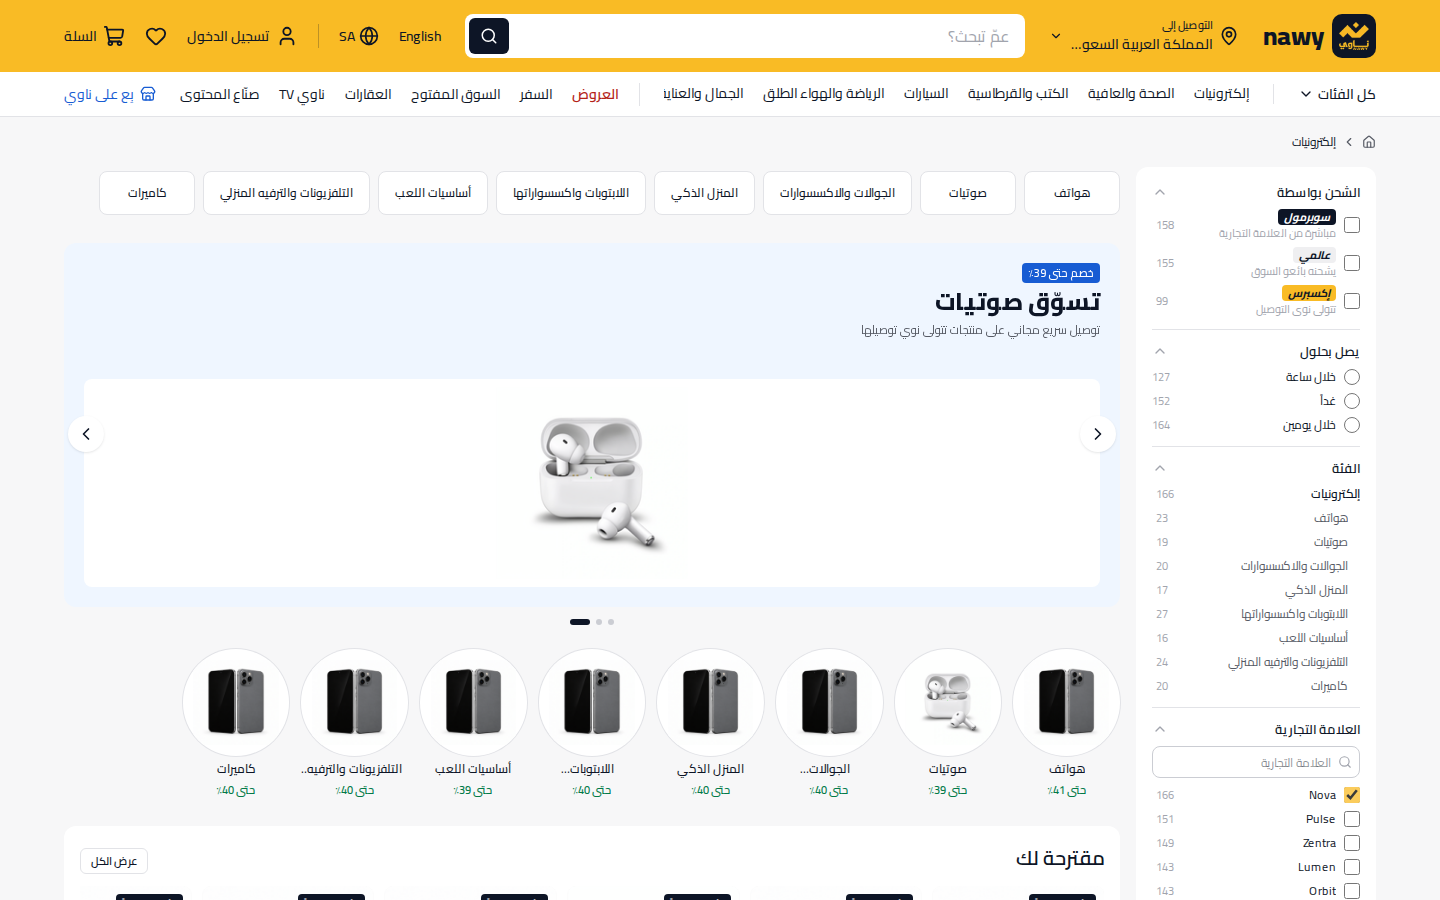 ناوي
nawy
nawy
التوصيل إلى
المملكة العربية السعو...
عمّ تبحث؟
English
SA
تسجيل الدخول
السلة
كل الفئات
إلكترونيات
الصحة والعافية
الكتب والقرطاسية
السيارات
الرياضة والهواء الطلق
الجمال والعناية
العروض
السفر
السوق المفتوح
العقارات
ناوي TV
صنّاع المحتوى
بع على ناوي
إلكترونيات
الشحن بواسطة
سوبرمول
مباشرة من العلامة التجارية
158
عالمي
يشحنه بائعو السوق
155
إكسبرس
تتولى نوي التوصيل
99
يصل بحلول
خلال ساعة
127
غداً
152
خلال يومين
164
الفئة
إلكترونيات
166
هواتف
23
صوتيات
19
الجوالات والاكسسوارات
20
المنزل الذكي
17
اللابتوبات واكسسواراتها
27
أساسيات اللعب
16
التلفزيونات والترفيه المنزلي
24
كاميرات
20
العلامة التجارية
العلامة التجارية
Nova
166
Pulse
151
Zentra
149
Lumen
143
Orbit
143
هواتف
صوتيات
الجوالات والاكسسوارات
المنزل الذكي
اللابتوبات واكسسواراتها
أساسيات اللعب
التلفزيونات والترفيه المنزلي
كاميرات
خصم حتى 39٪
تسوّق صوتيات
توصيل سريع مجاني على منتجات تتولى نوي توصيلها
هواتف
حتى 41٪
صوتيات
حتى 39٪
الجوالات...
حتى 40٪
المنزل الذكي
حتى 40٪
اللابتوبات...
حتى 40٪
أساسيات اللعب
حتى 39٪
التلفزيونات والترفيه...
حتى 40٪
كاميرات
حتى 40٪
مقترحة لك
عرض الكل